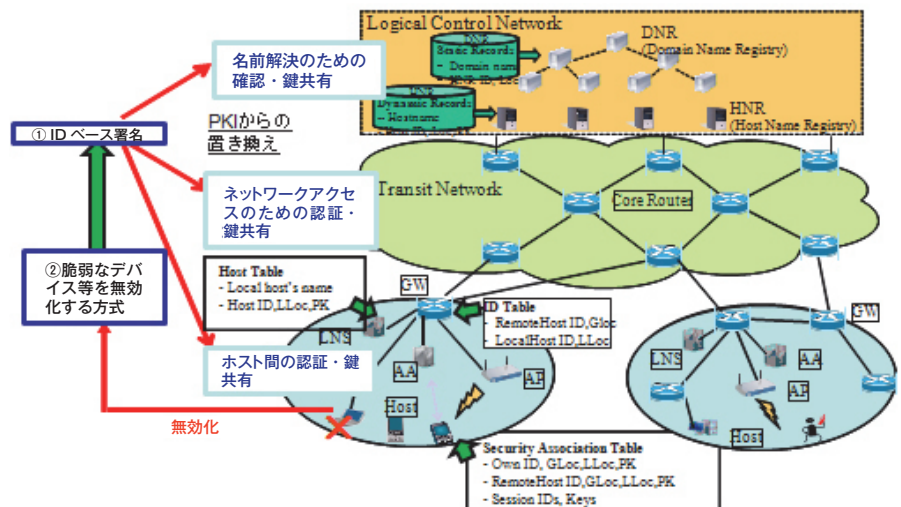 Logical Control Network
DNR
Static Records
- Domain name
DNR
(Domain Name Registry)
DNR
Dynamic Records
- Hostname
HNR
(Host Name Registry)
名前解決のための
確認・鍵共有
① ID ベース署名
PKIからの
置き換え
Transit Network
Core Router
ネットワークアクセ
スのための認証・
鍵共有
②脆弱なデバ
イス等を無効
化する方式
Host Table
- Local host's name
- Host ID,LLoc,PK
GW
ID Table
- RemoteHost ID,Gloc
- LocalHost ID,LLoc
GW
LNS
AA
AP
Host
LNS
AA
AP
Host
ホスト間の認証・鍵
共有
無効化
Security Association Table
- Own ID, GLoc,LLoc,PK
- RemoteHost ID,GLoc,LLoc,PK
- Session IDs, Keys